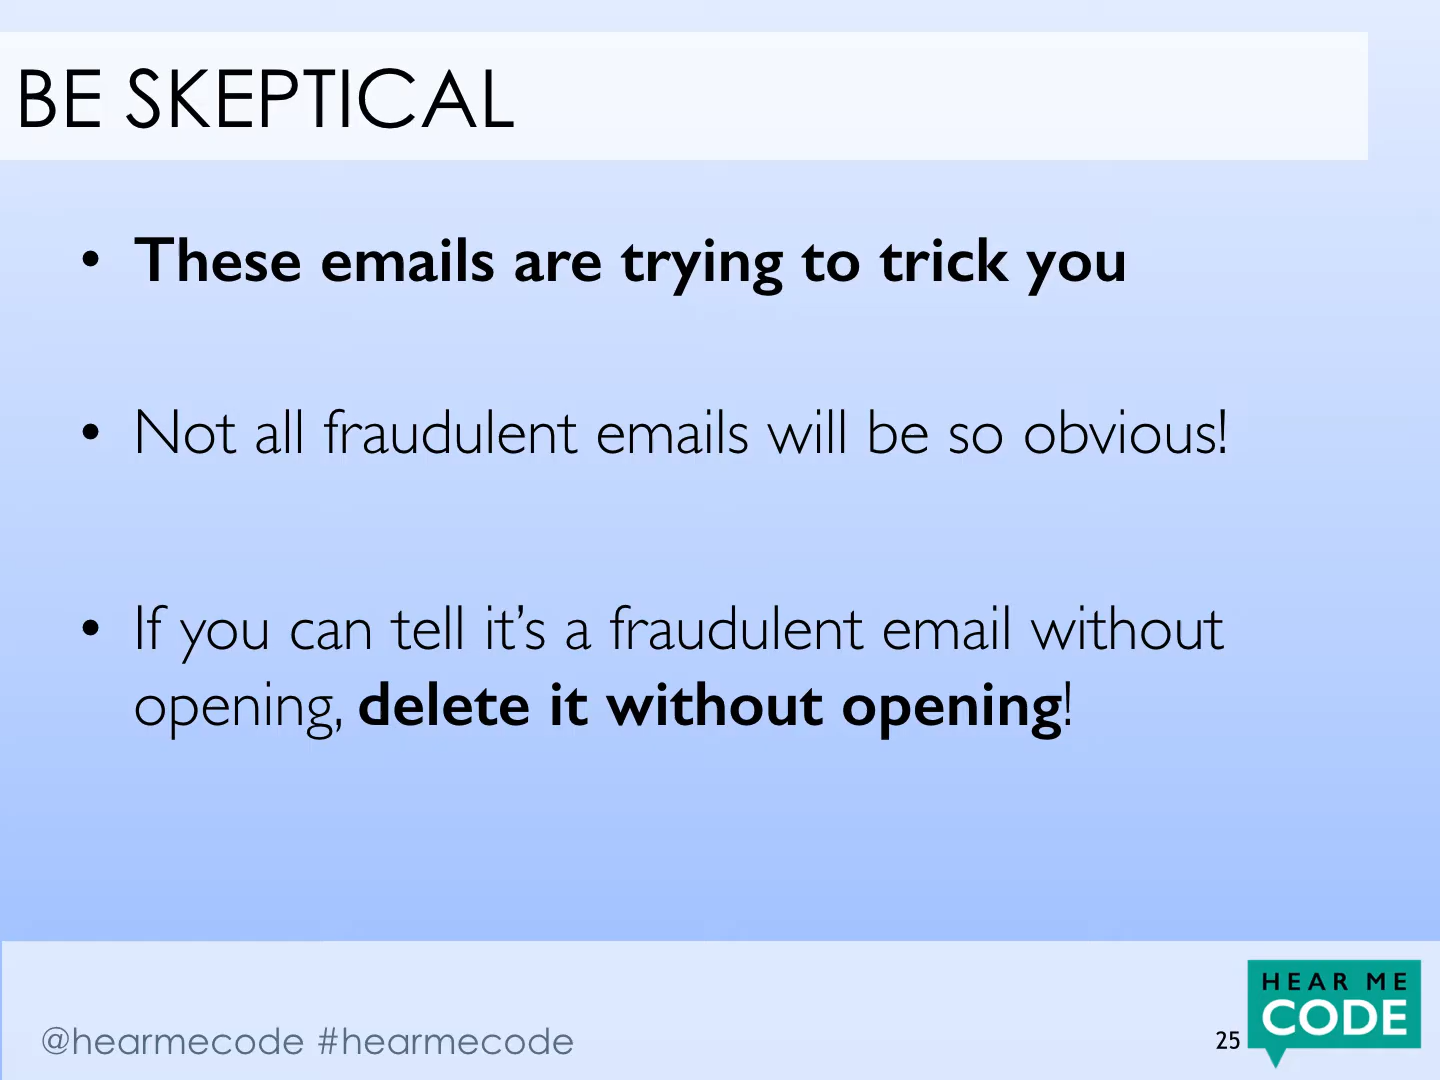 BE SKEPTICAL
• These emails are trying to trick you
• Not all fraudulent emails will be so obvious!
• If you can tell it’s a fraudulent email without
opening, delete it without opening!
@hearmecode #hearmecode
25
HEAR ME
CODE